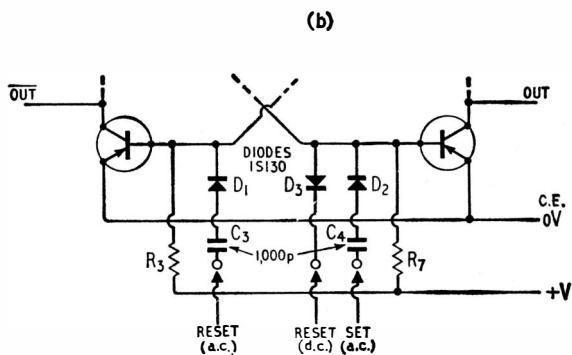 (b)
OUT
OUT
DIODES
1S130
D1
D3
D2
C.E.
0V
C3
1,000p
C4
R3
R7
+V
RESET
(a.c.)
RESET
(d.c.)
SET
(a.c.)